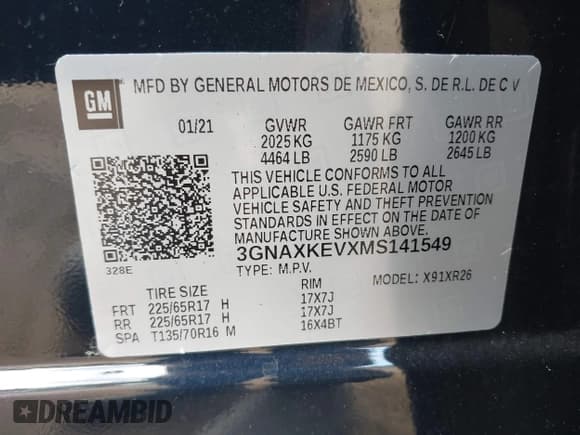 GM
MFD BY GENERAL MOTORS DE MEXICO, S. DE R.L. DE C V
01/21 GVWR GAWR FRT GAWR RR
2025 KG 1175 KG 1200 KG
4464 LB 2590 LB 2645 LB
THIS VEHICLE CONFORMS TO ALL
APPLICABLE U.S. FEDERAL MOTOR
VEHICLE SAFETY AND THEFT PREVENTION
STANDARDS IN EFFECT ON THE DATE OF
MANUFACTURE SHOWN ABOVE.
3GNAXKEVXMS141549
328E TYPE: M.P.V. MODEL: X91XR26
TIRE SIZE RIM
FRT 225/65R17 H 17X7J
RR 225/65R17 H 17X7J
SPA T135/70R16 M 16X4BT
DREAMBID